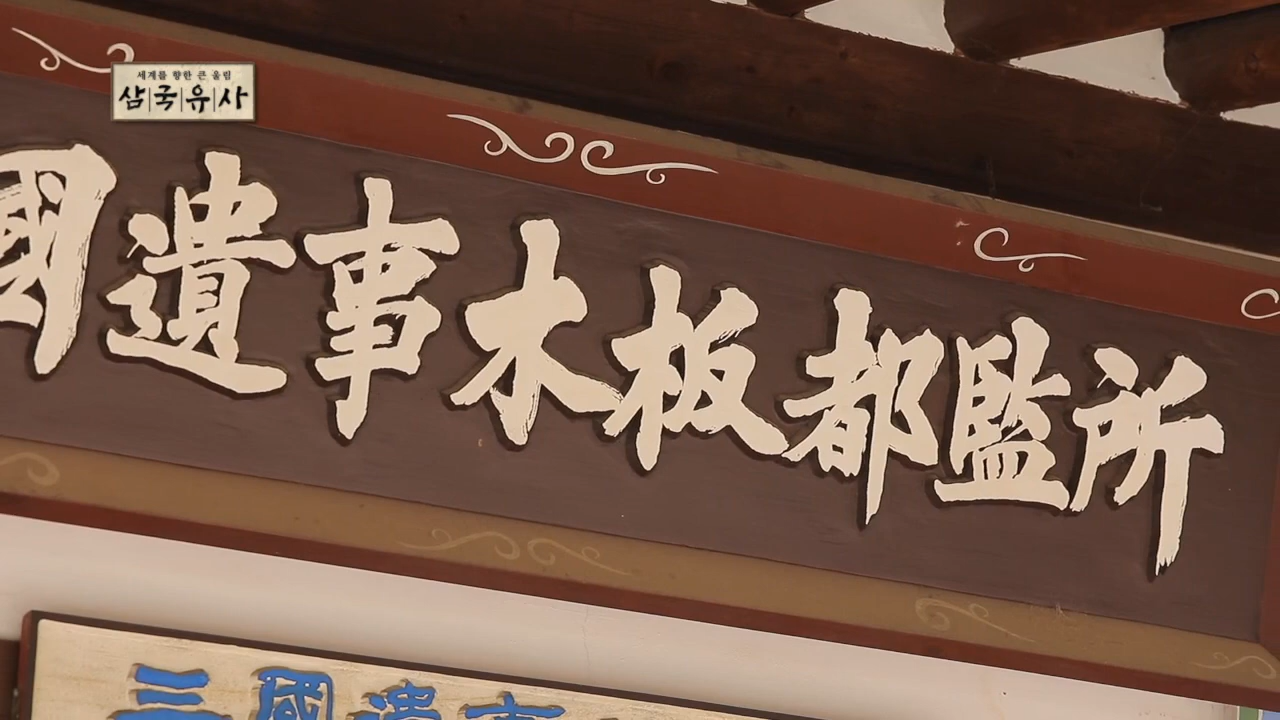 세계를 향한 큰 울림
삼국유사
國遺事木板都監所
三國遺事